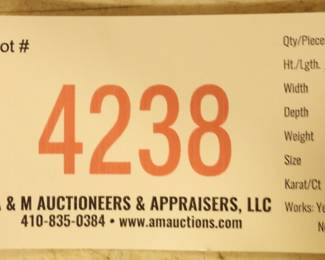 ot #
4238
& M AUCTIONEERS & APPRAISERS, LLC
410-835-0384 • www.amauctions.com
Qty/Piece
Ht./Lgth.
Width
Depth
Weight
Size
Karat/Ct
Works: Ye
N